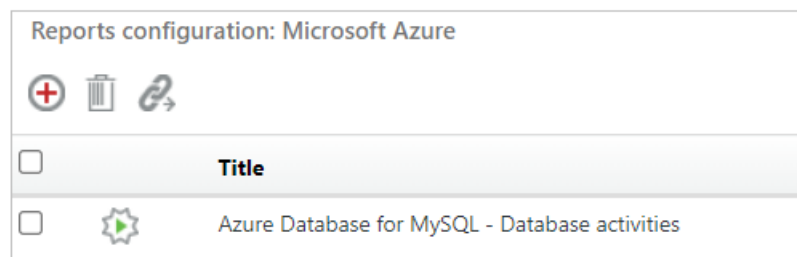 Reports configuration: Microsoft Azure
Title
Azure Database for MySQL - Database activities